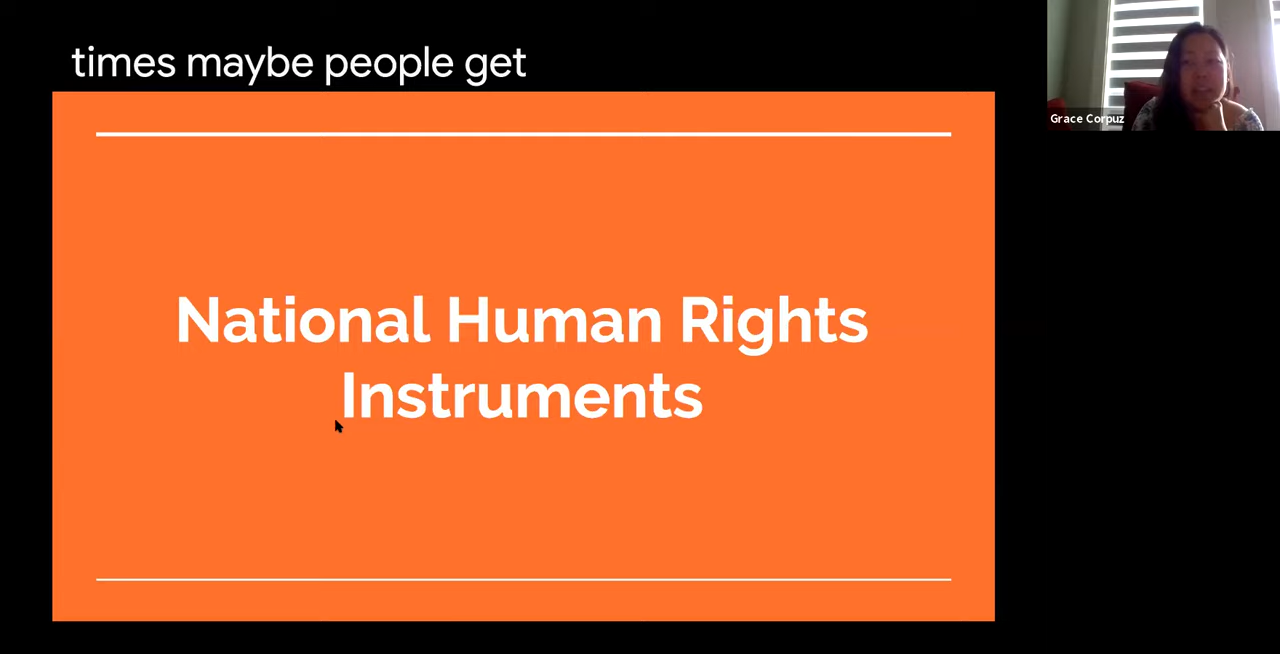 times maybe people get
Grace Corpuz
National Human Rights
Instruments